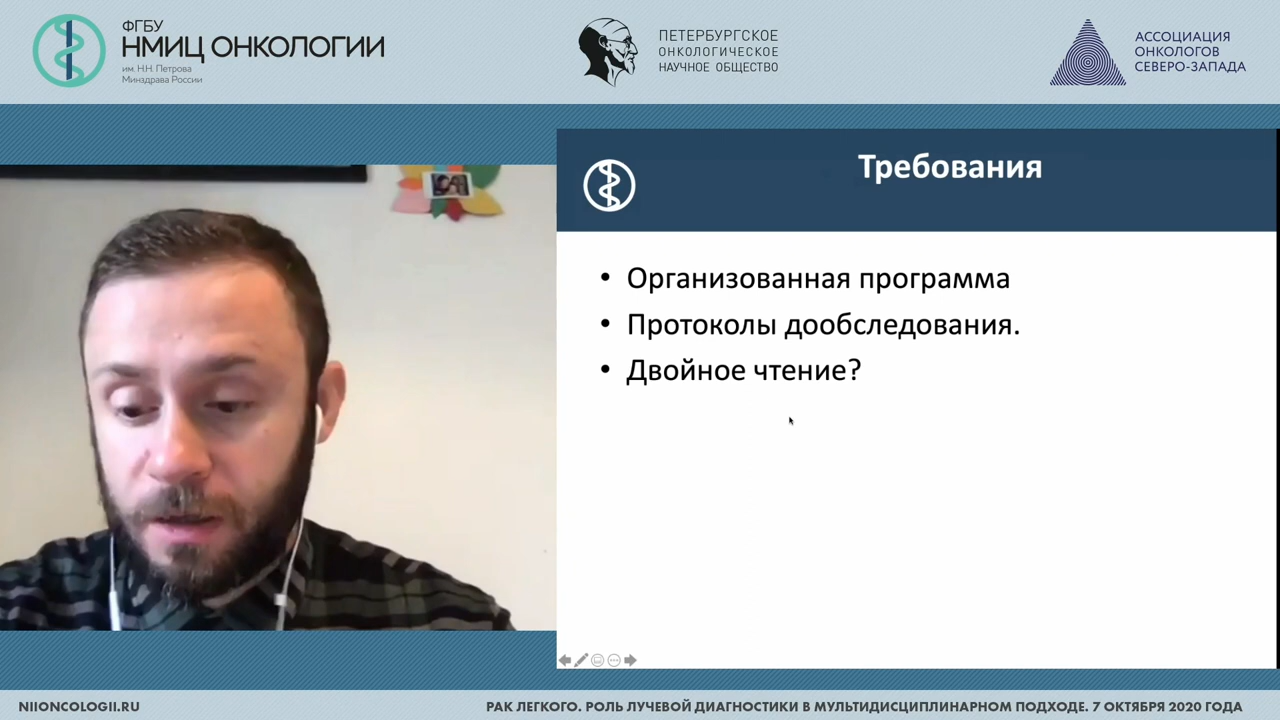 ФГБУ
НМИЦ ОНКОЛОГИИ
им. Н.Н. Петрова
Минздрава России
ПЕТЕРБУРГСКОЕ
ОНКОЛОГИЧЕСКОЕ
НАУЧНОЕ ОБЩЕСТВО
АССОЦИАЦИЯ
ОНКОЛОГОВ
СЕВЕРО-ЗАПАДА
Требования
• Организованная программа
• Протоколы дообследования.
• Двойное чтение?
NIIONCOLOGII.RU
РАК ЛЕГКОГО. РОЛЬ ЛУЧЕВОЙ ДИАГНОСТИКИ В МУЛЬТИДИСЦИПЛИНАРНОМ ПОДХОДЕ. 7 ОКТЯБРЯ 2020 ГОДА